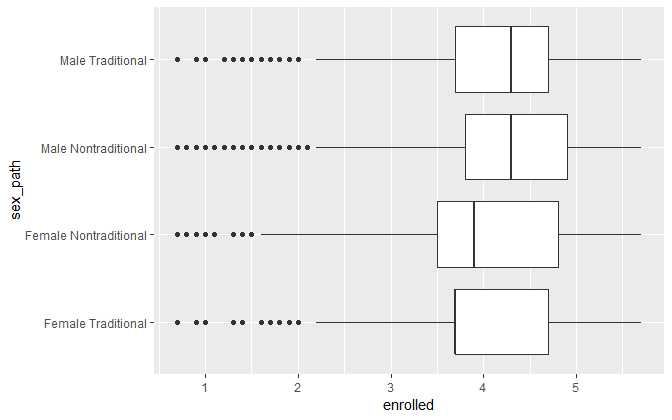 Male Traditional
Male Nontraditional
Female Nontraditional
Female Traditional
sex_path
1 2 3 4 5
enrolled